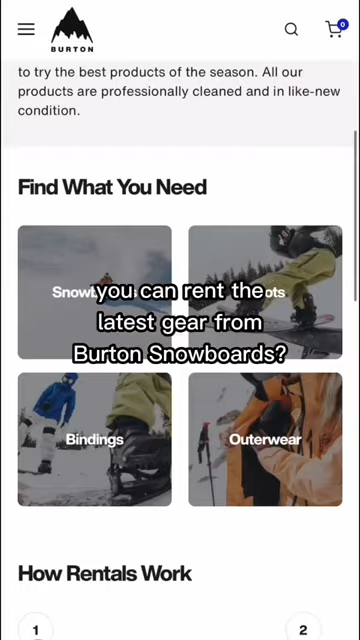 BURTON
0
to try the best products of the season. All our
products are professionally cleaned and in like-new
condition.
Find What You Need
you can rent the
latest gear from
Burton Snowboards?
Bindings
Outerwear
How Rentals Work
1
2